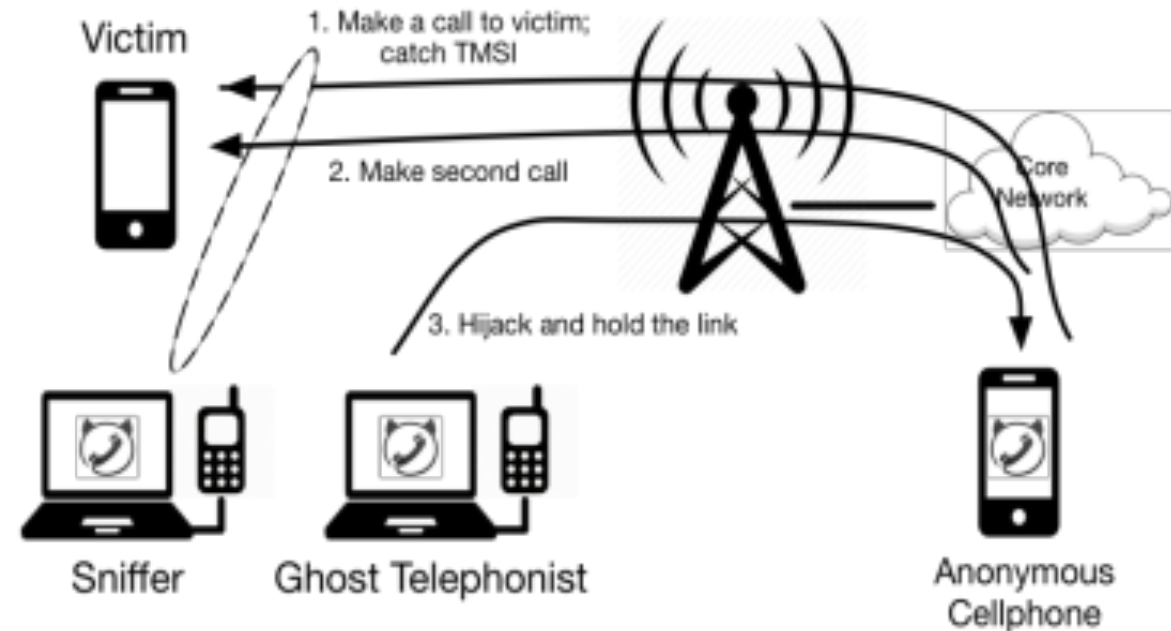 Victim
1. Make a call to victim;
catch TMSI
2. Make second call
Core
Network
3. Hijack and hold the link
Sniffer
Ghost Telephonist
Anonymous
Cellphone